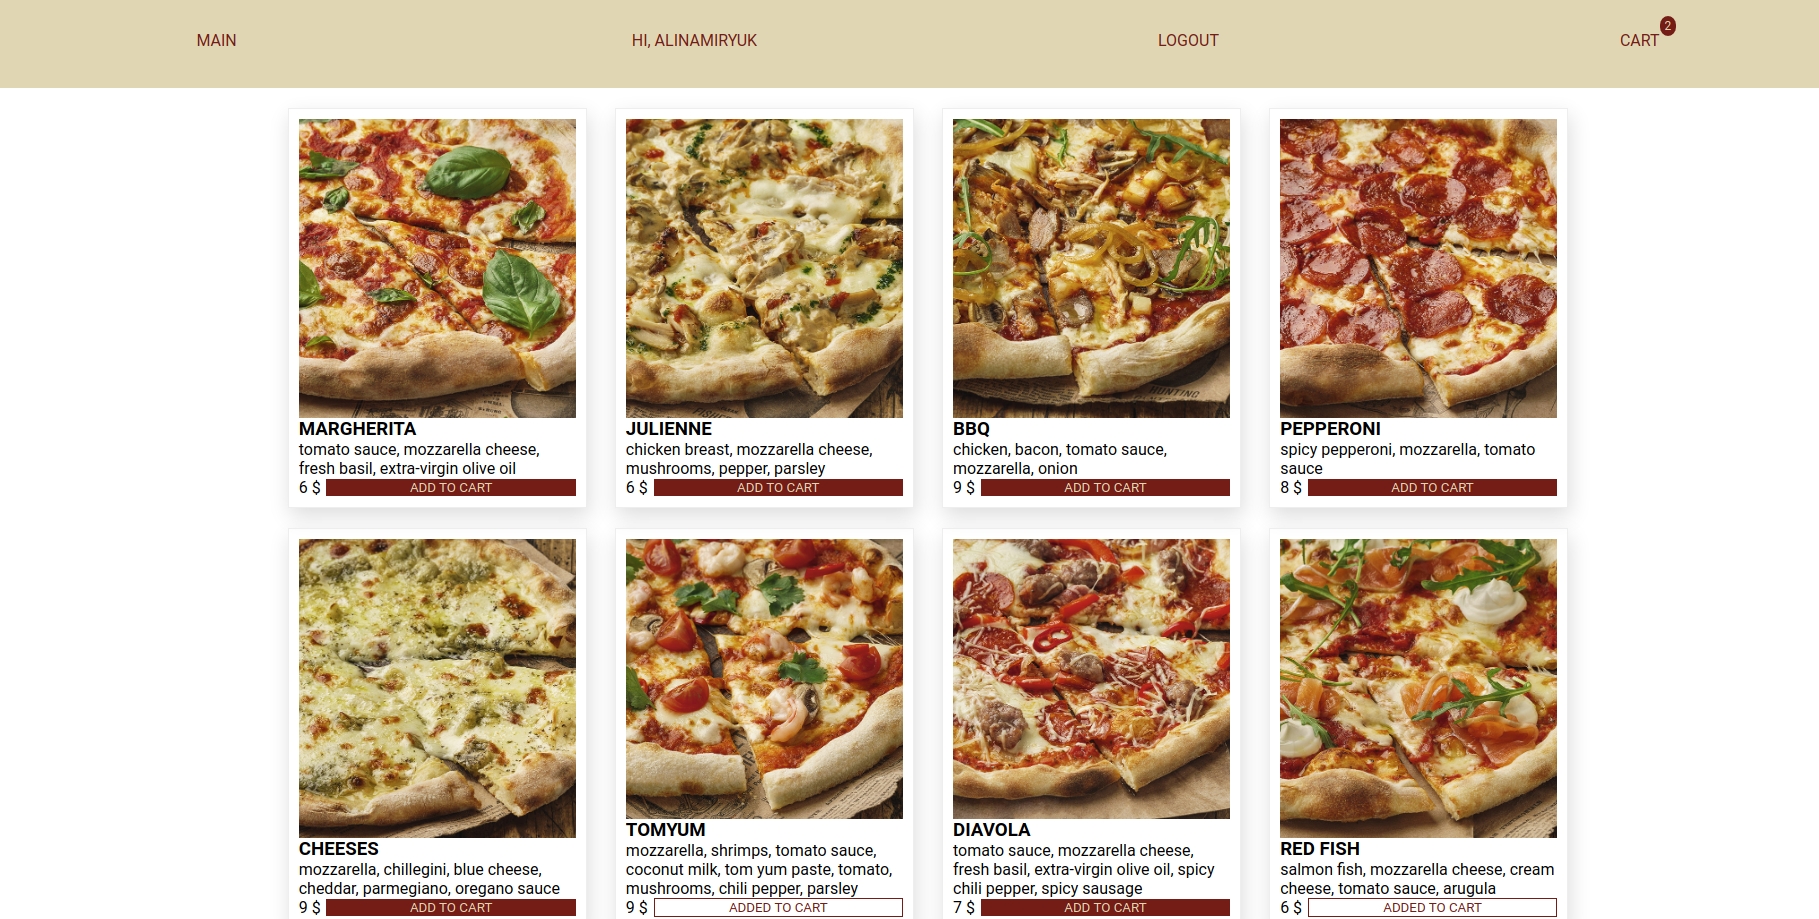 MAIN
HI, ALINAMIRYUK
LOGOUT
CART
2
MARGHERITA
tomato sauce, mozzarella cheese,
fresh basil, extra-virgin olive oil
6 $
ADD TO CART
JULIENNE
chicken breast, mozzarella cheese,
mushrooms, pepper, parsley
6 $
ADD TO CART
BBQ
chicken, bacon, tomato sauce,
mozzarella, onion
9 $
ADD TO CART
PEPPERONI
spicy pepperoni, mozzarella, tomato
sauce
8 $
ADD TO CART
CHEESES
mozzarella, chillegini, blue cheese,
cheddar, parmegiano, oregano sauce
9 $
ADD TO CART
TOMYUM
mozzarella, shrimps, tomato sauce,
coconut milk, tom yum paste, tomato,
mushrooms, chili pepper, parsley
9 $
ADDED TO CART
DIAVOLA
tomato sauce, mozzarella cheese,
fresh basil, extra-virgin olive oil, spicy
chili pepper, spicy sausage
7 $
ADD TO CART
RED FISH
salmon fish, mozzarella cheese, cream
cheese, tomato sauce, arugula
6 $
ADDED TO CART